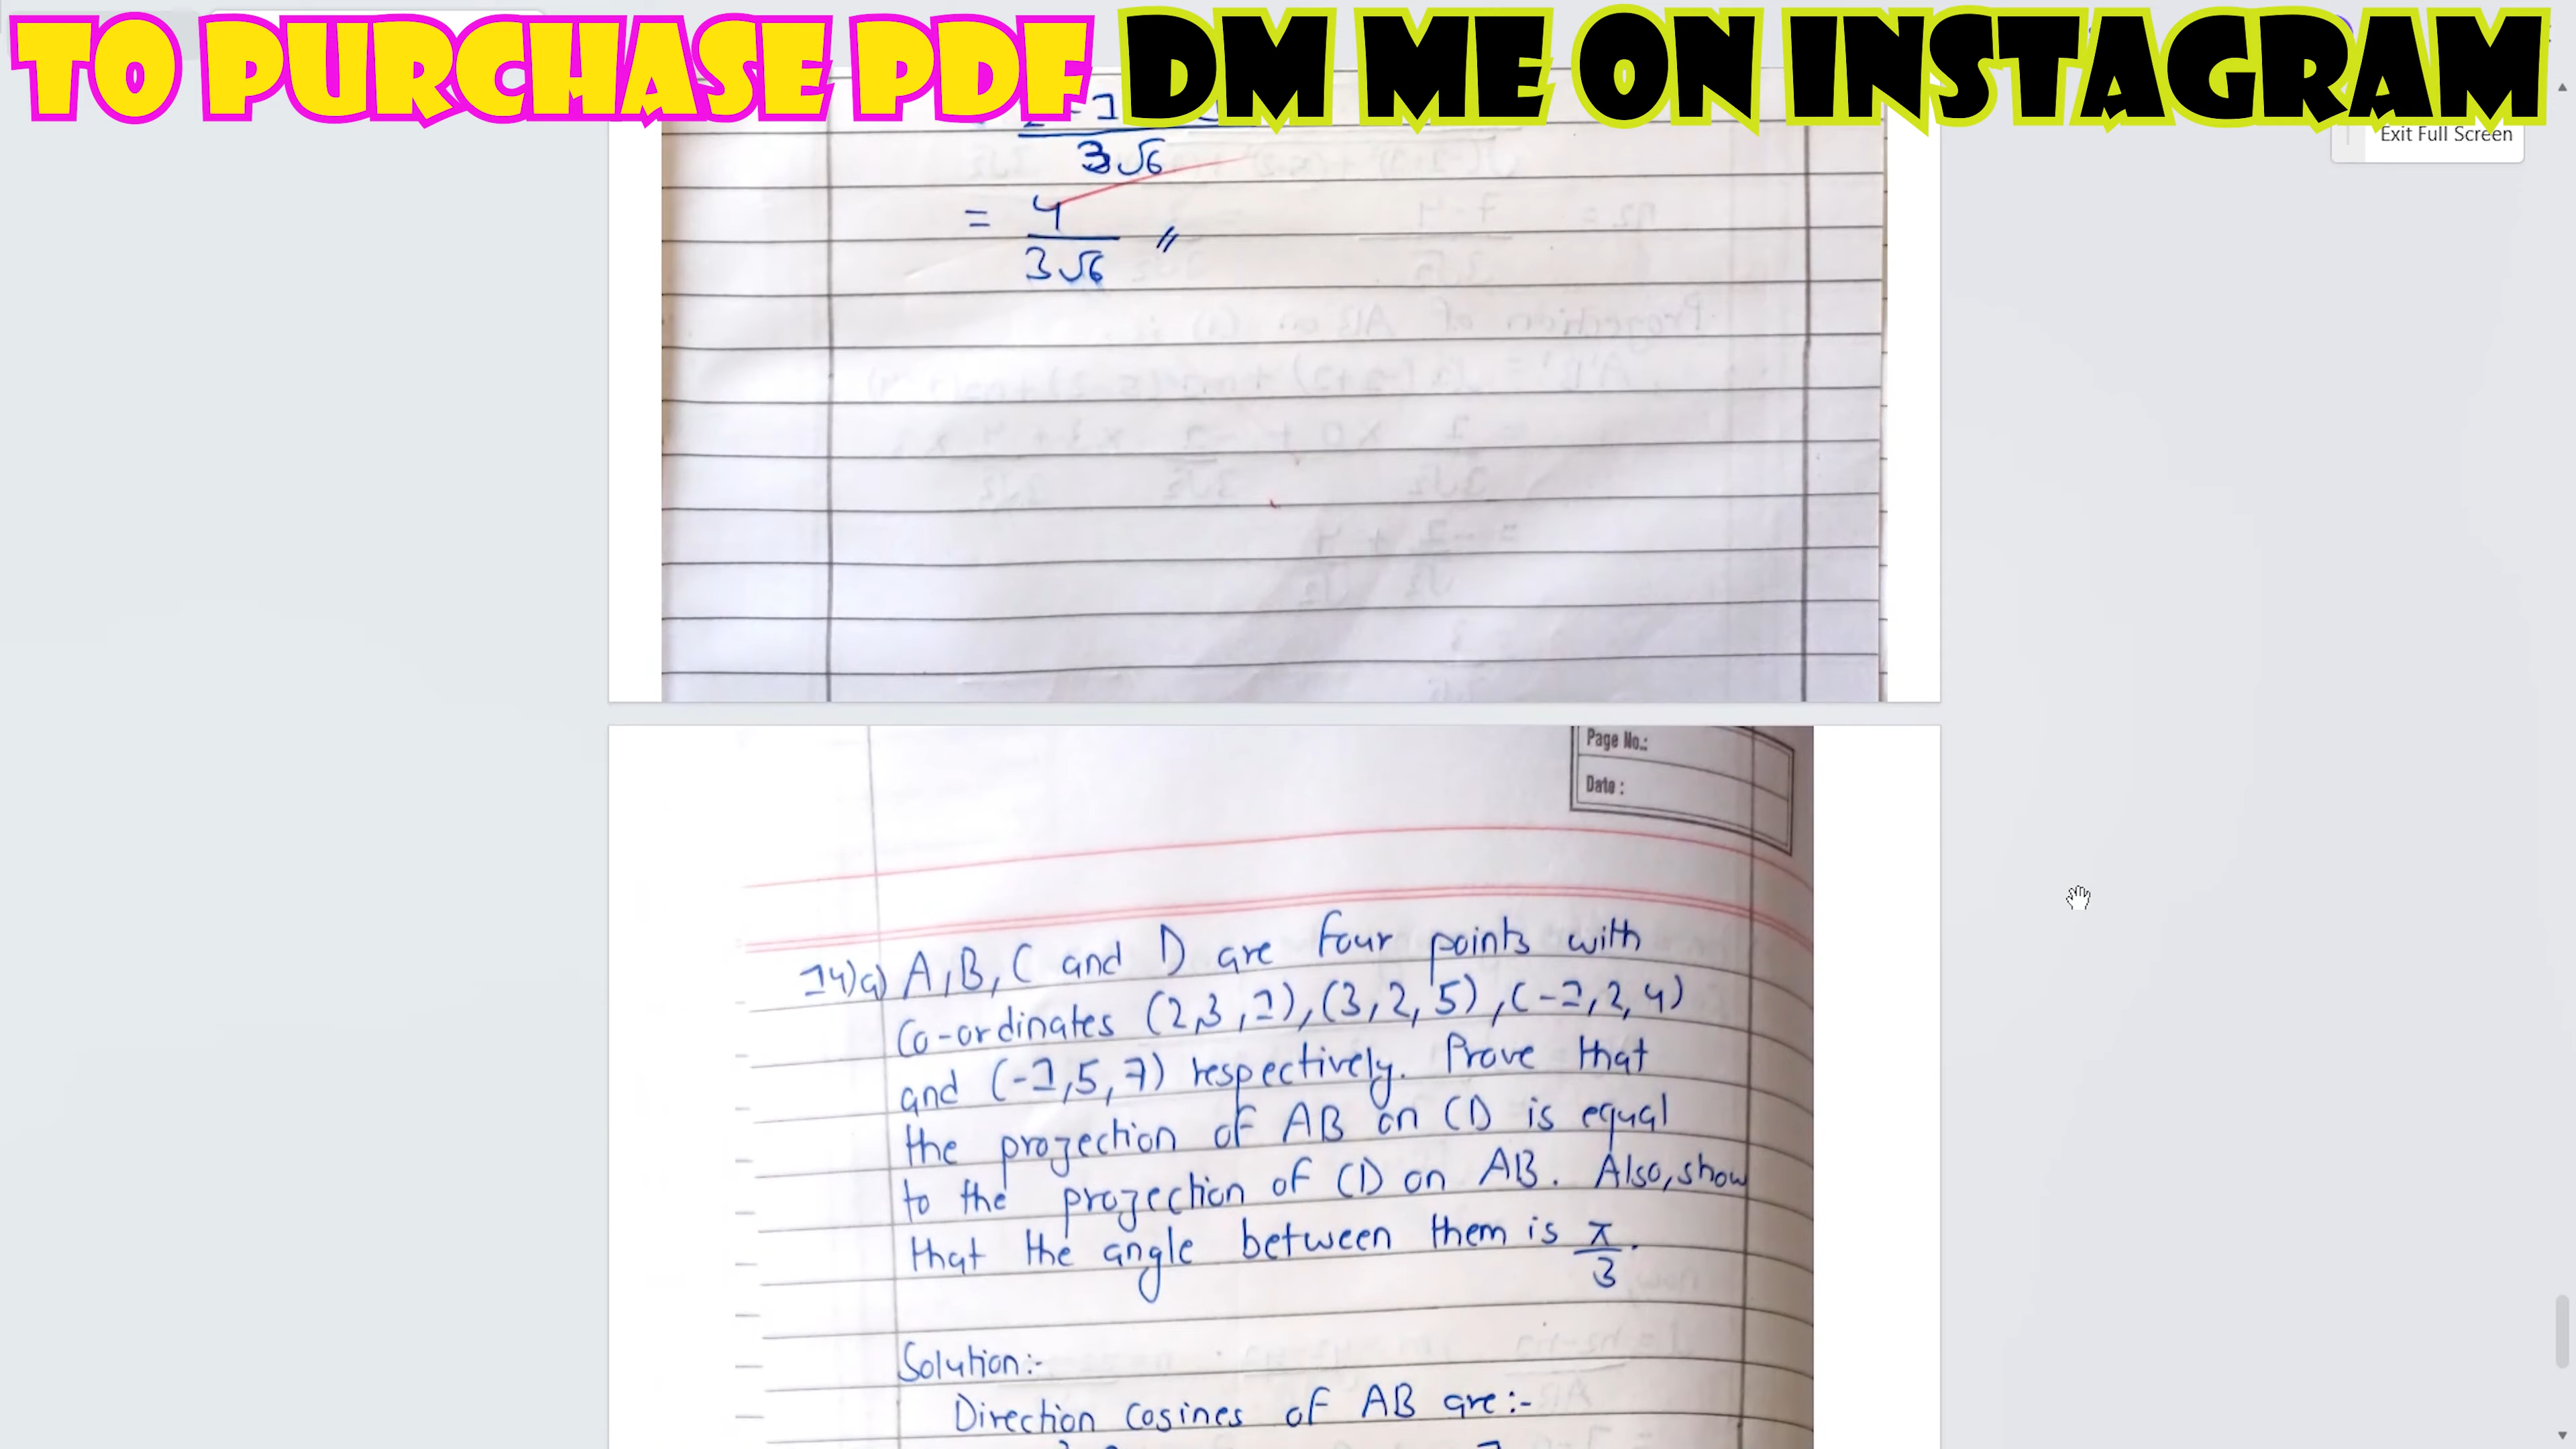 TO PURCHASE PDF DM ME ON INSTAGRAM
Exit Full Screen
3√6
= 4
3√6 //
Page No.:
Date :
14)a) A, B, C and D are four points with
Co-ordinates (2,3,1), (3,2,5), (-1,2,4)
and (-1,5,7) respectively. Prove that
the projection of AB on CD is equal
to the projection of CD on AB. Also, show
that the angle between them is π/3.
Solution:-
Direction cosines of AB are:-